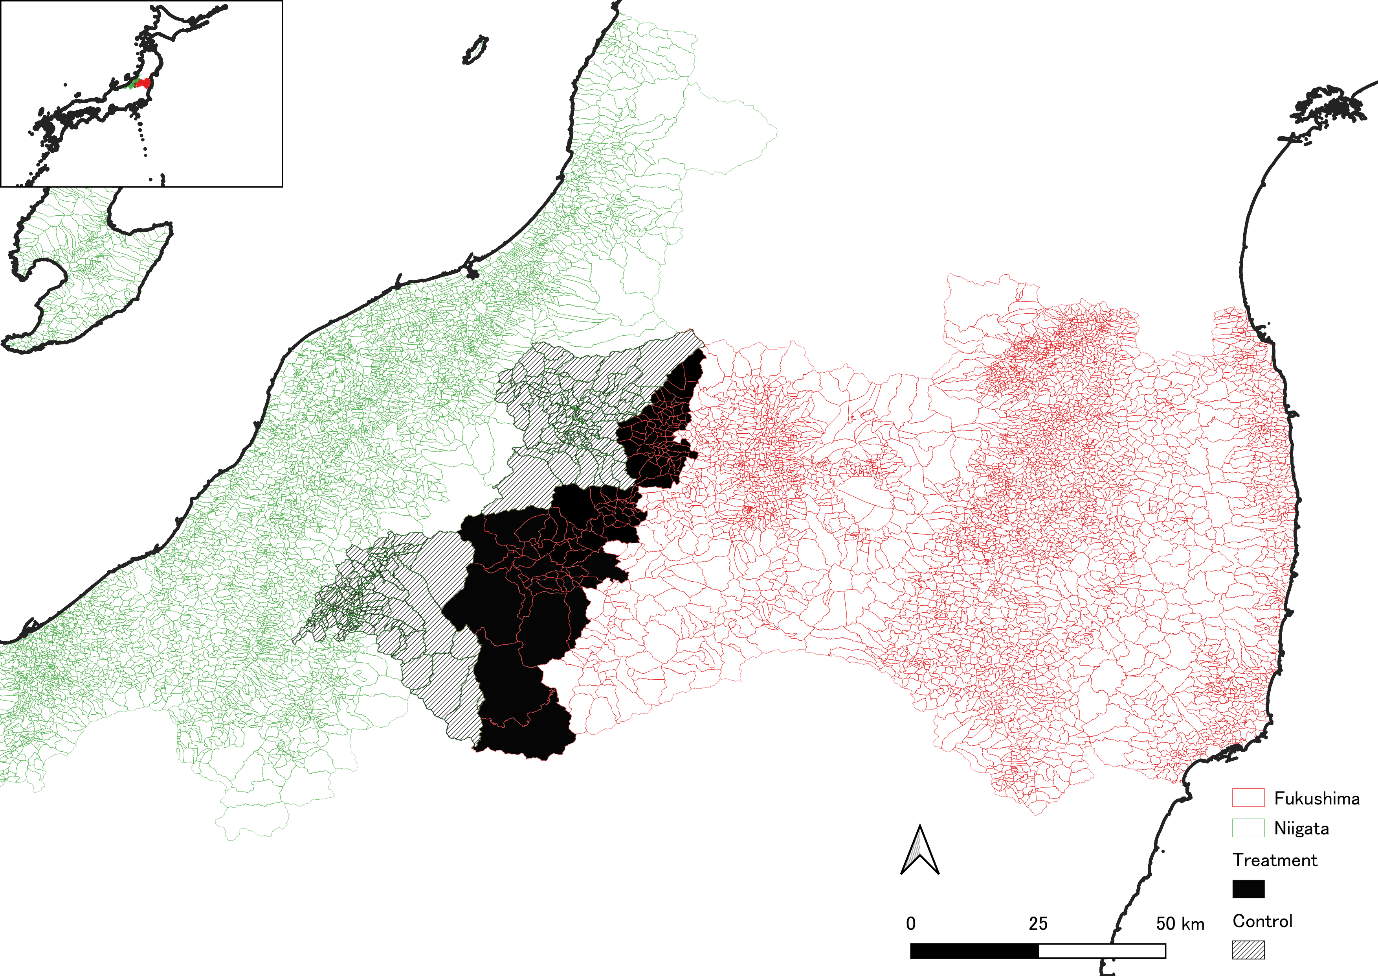 Fukushima
Niigata
Treatment
Control
0 25 50 km